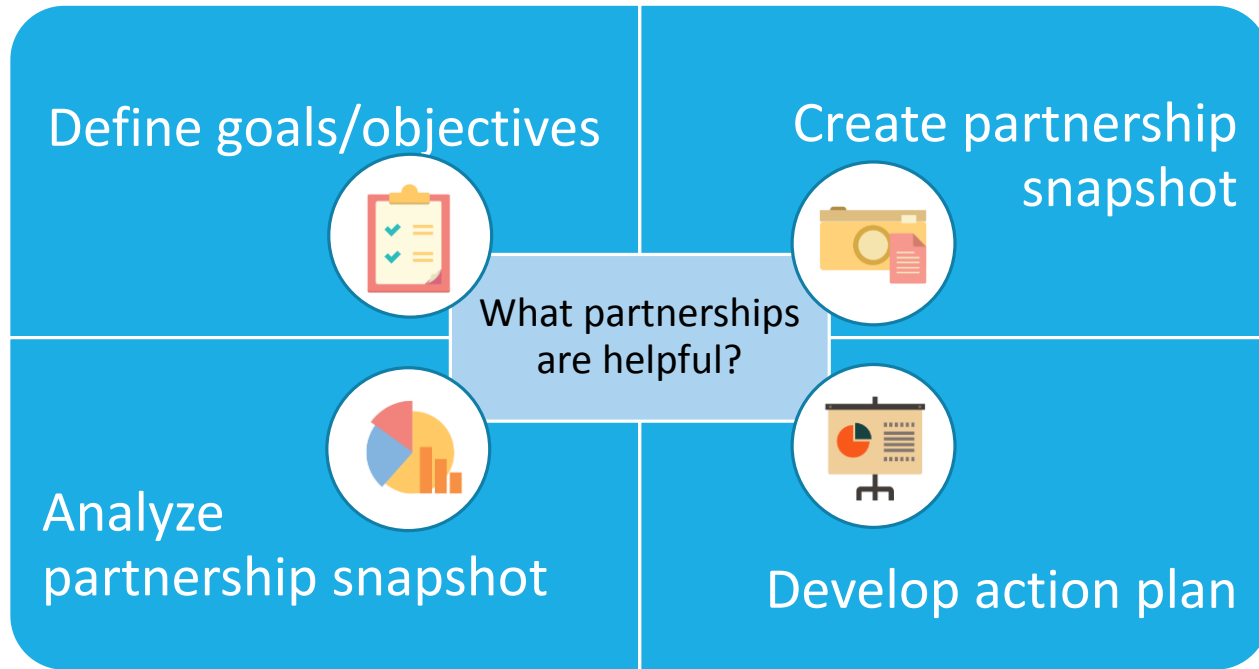 Define goals/objectives
Create partnership
snapshot
What partnerships
are helpful?
Analyze
partnership snapshot
Develop action plan